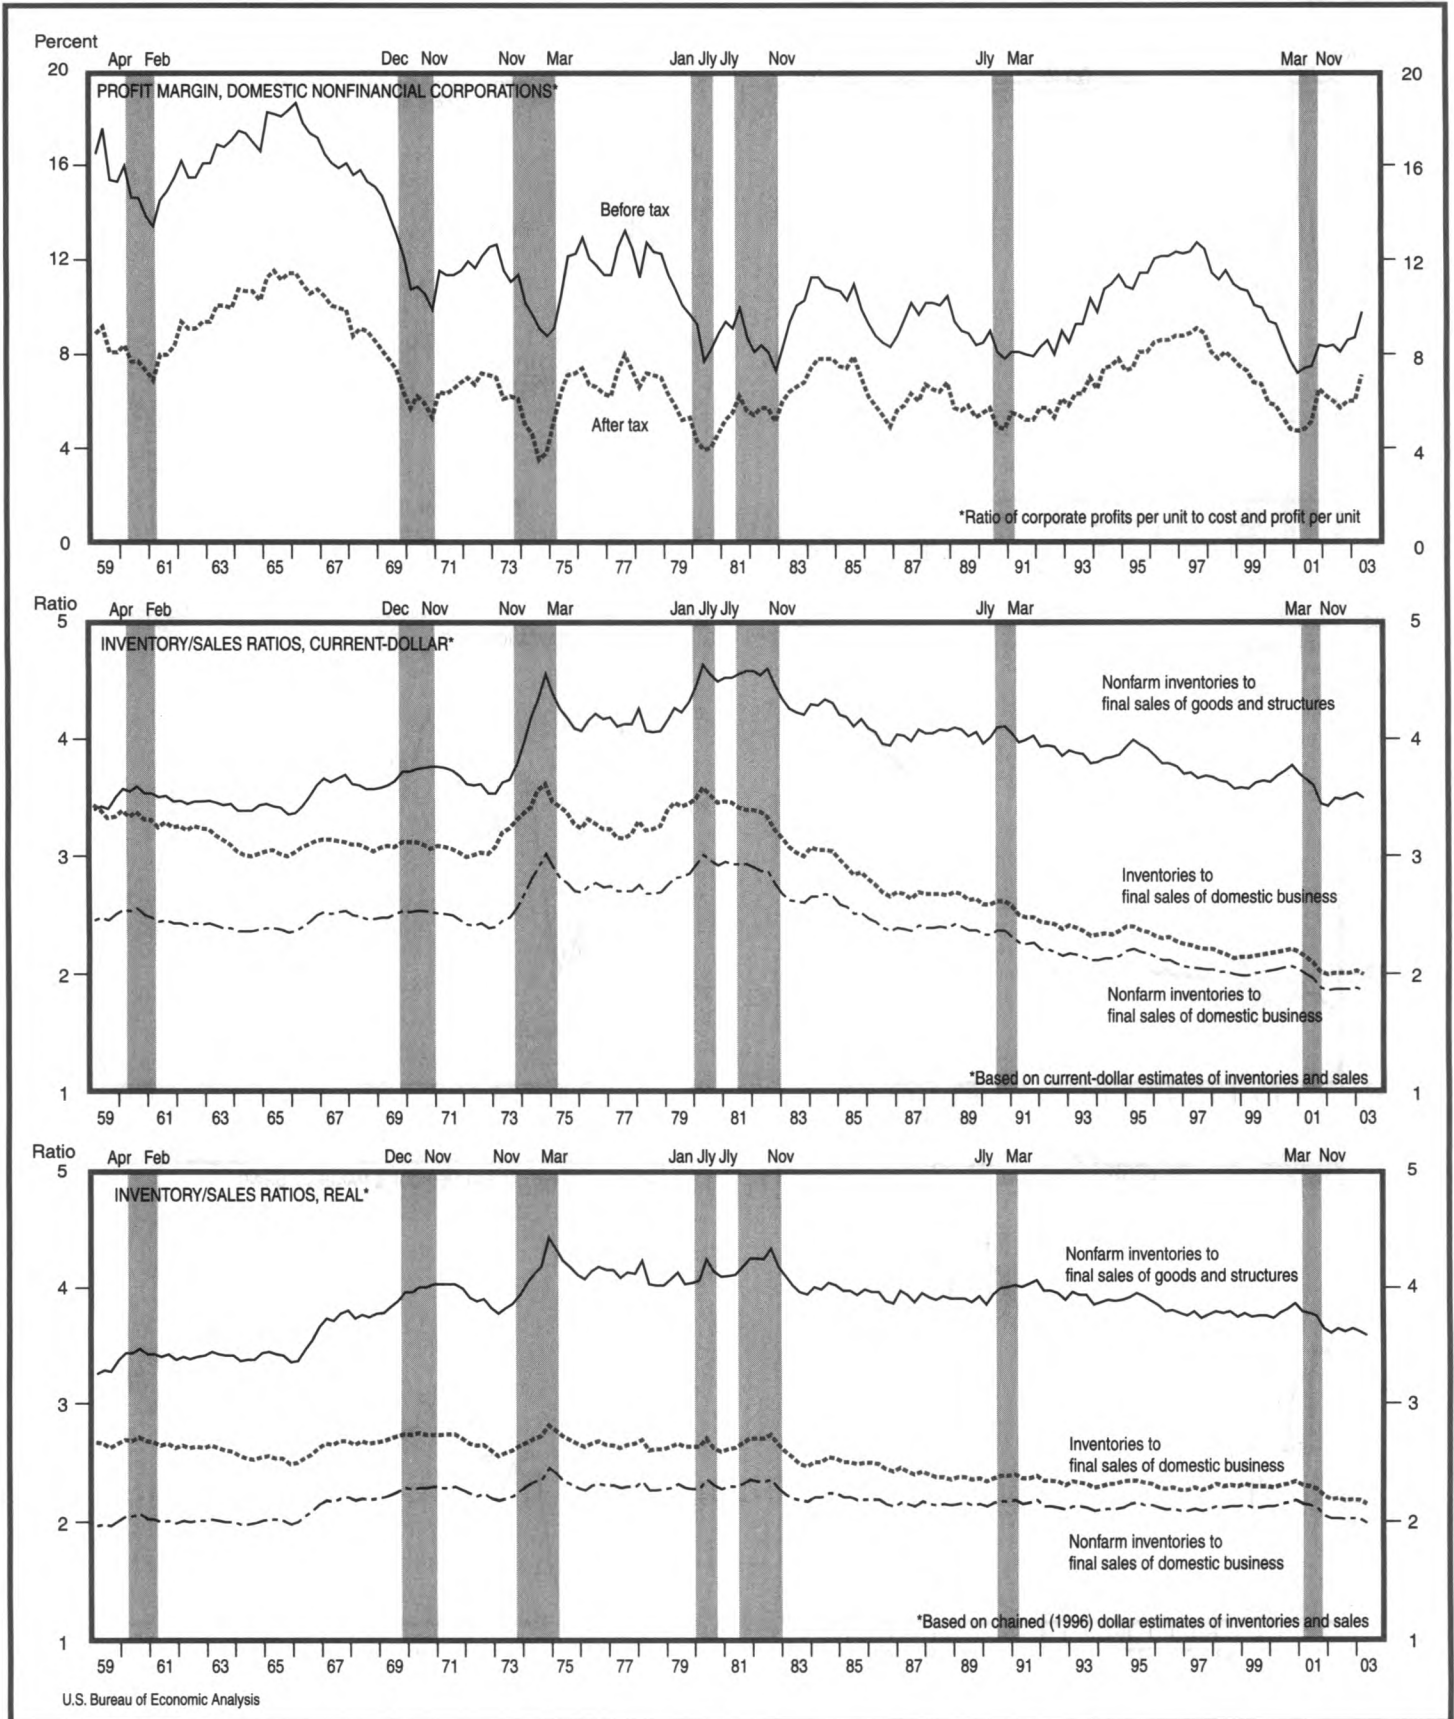 Percent
Apr Feb Dec Nov Nov Mar Jan Jly Jly Nov Jly Mar Mar Nov
PROFIT MARGIN, DOMESTIC NONFINANCIAL CORPORATIONS*
20 20
16 16
12 12
8 8
4 4
0 0
Before tax
After tax
*Ratio of corporate profits per unit to cost and profit per unit
59 61 63 65 67 69 71 73 75 77 79 81 83 85 87 89 91 93 95 97 99 01 03
Ratio
Apr Feb Dec Nov Nov Mar Jan Jly Jly Nov Jly Mar Mar Nov
INVENTORY/SALES RATIOS, CURRENT-DOLLAR*
5 5
4 4
3 3
2 2
1 1
Nonfarm inventories to
final sales of goods and structures
Inventories to
final sales of domestic business
Nonfarm inventories to
final sales of domestic business
*Based on current-dollar estimates of inventories and sales
59 61 63 65 67 69 71 73 75 77 79 81 83 85 87 89 91 93 95 97 99 01 03
Ratio
Apr Feb Dec Nov Nov Mar Jan Jly Jly Nov Jly Mar Mar Nov
INVENTORY/SALES RATIOS, REAL*
5 5
4 4
3 3
2 2
1 1
Nonfarm inventories to
final sales of goods and structures
Inventories to
final sales of domestic business
Nonfarm inventories to
final sales of domestic business
*Based on chained (1996) dollar estimates of inventories and sales
59 61 63 65 67 69 71 73 75 77 79 81 83 85 87 89 91 93 95 97 99 01 03
U.S. Bureau of Economic Analysis